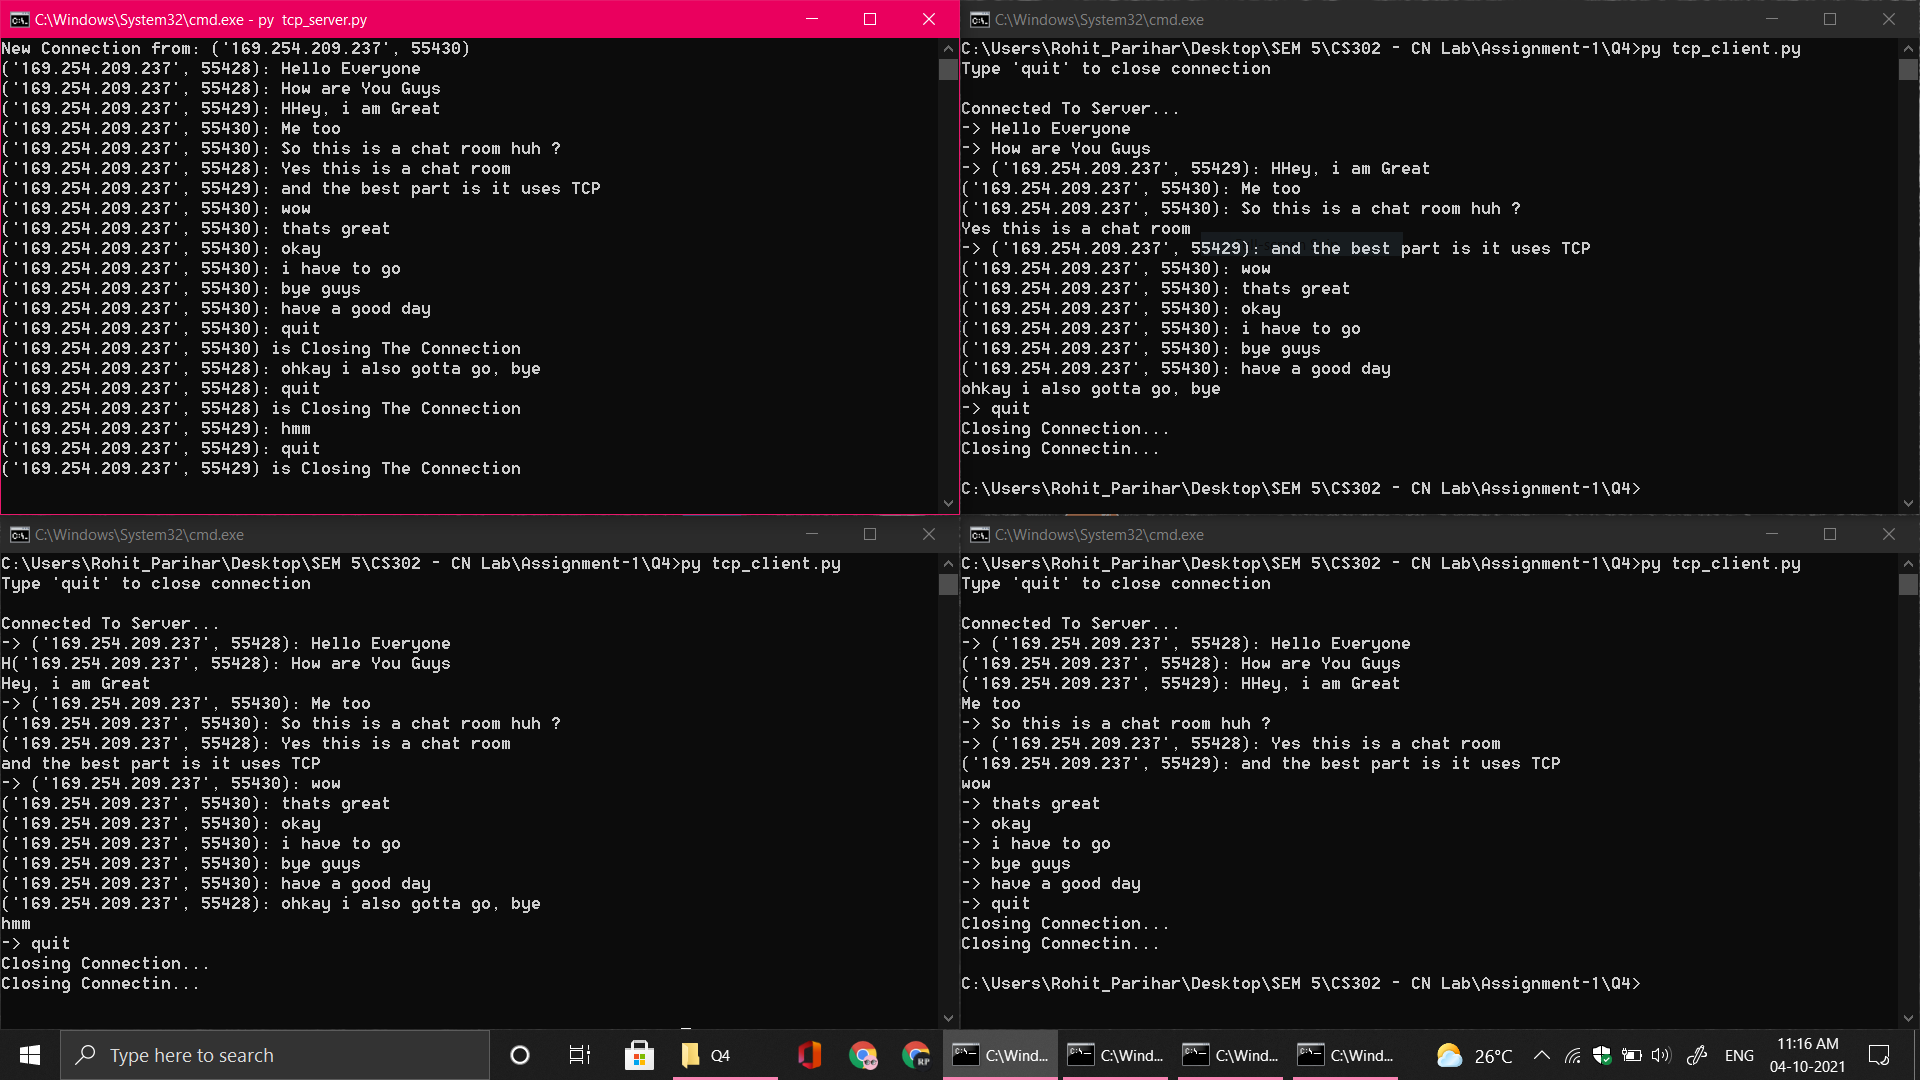 C:\Windows\System32\cmd.exe - py  tcp_server.py
New Connection from: ('169.254.209.237', 55430)
('169.254.209.237', 55428): Hello Everyone
('169.254.209.237', 55428): How are You Guys
('169.254.209.237', 55429): HHey, i am Great
('169.254.209.237', 55430): Me too
('169.254.209.237', 55430): So this is a chat room huh ?
('169.254.209.237', 55428): Yes this is a chat room
('169.254.209.237', 55429): and the best part is it uses TCP
('169.254.209.237', 55430): wow
('169.254.209.237', 55430): thats great
('169.254.209.237', 55430): okay
('169.254.209.237', 55430): i have to go
('169.254.209.237', 55430): bye guys
('169.254.209.237', 55430): have a good day
('169.254.209.237', 55430): quit
('169.254.209.237', 55430) is Closing The Connection
('169.254.209.237', 55428): ohkay i also gotta go, bye
('169.254.209.237', 55428): quit
('169.254.209.237', 55428) is Closing The Connection
('169.254.209.237', 55429): hmm
('169.254.209.237', 55429): quit
('169.254.209.237', 55429) is Closing The Connection
C:\Windows\System32\cmd.exe
C:\Users\Rohit_Parihar\Desktop\SEM 5\CS302 - CN Lab\Assignment-1\Q4>py tcp_client.py
Type 'quit' to close connection
Connected To Server...
-> Hello Everyone
-> How are You Guys
-> ('169.254.209.237', 55429): HHey, i am Great
('169.254.209.237', 55430): Me too
('169.254.209.237', 55430): So this is a chat room huh ?
Yes this is a chat room
-> ('169.254.209.237', 55429): and the best part is it uses TCP
('169.254.209.237', 55430): wow
('169.254.209.237', 55430): thats great
('169.254.209.237', 55430): okay
('169.254.209.237', 55430): i have to go
('169.254.209.237', 55430): bye guys
('169.254.209.237', 55430): have a good day
ohkay i also gotta go, bye
-> quit
Closing Connection...
Closing Connectin...
C:\Users\Rohit_Parihar\Desktop\SEM 5\CS302 - CN Lab\Assignment-1\Q4>
C:\Windows\System32\cmd.exe
C:\Users\Rohit_Parihar\Desktop\SEM 5\CS302 - CN Lab\Assignment-1\Q4>py tcp_client.py
Type 'quit' to close connection
Connected To Server...
-> ('169.254.209.237', 55428): Hello Everyone
H('169.254.209.237', 55428): How are You Guys
Hey, i am Great
-> ('169.254.209.237', 55430): Me too
('169.254.209.237', 55430): So this is a chat room huh ?
('169.254.209.237', 55428): Yes this is a chat room
and the best part is it uses TCP
-> ('169.254.209.237', 55430): wow
('169.254.209.237', 55430): thats great
('169.254.209.237', 55430): okay
('169.254.209.237', 55430): i have to go
('169.254.209.237', 55430): bye guys
('169.254.209.237', 55430): have a good day
('169.254.209.237', 55428): ohkay i also gotta go, bye
hmm
-> quit
Closing Connection...
Closing Connectin...
C:\Windows\System32\cmd.exe
C:\Users\Rohit_Parihar\Desktop\SEM 5\CS302 - CN Lab\Assignment-1\Q4>py tcp_client.py
Type 'quit' to close connection
Connected To Server...
-> ('169.254.209.237', 55428): Hello Everyone
('169.254.209.237', 55428): How are You Guys
('169.254.209.237', 55429): HHey, i am Great
Me too
-> So this is a chat room huh ?
-> ('169.254.209.237', 55428): Yes this is a chat room
('169.254.209.237', 55429): and the best part is it uses TCP
wow
-> thats great
-> okay
-> i have to go
-> bye guys
-> have a good day
-> quit
Closing Connection...
Closing Connectin...
C:\Users\Rohit_Parihar\Desktop\SEM 5\CS302 - CN Lab\Assignment-1\Q4>
Type here to search
Q4
RP
C:\Wind...
C:\Wind...
C:\Wind...
C:\Wind...
26°C
ENG
11:16 AM
04-10-2021